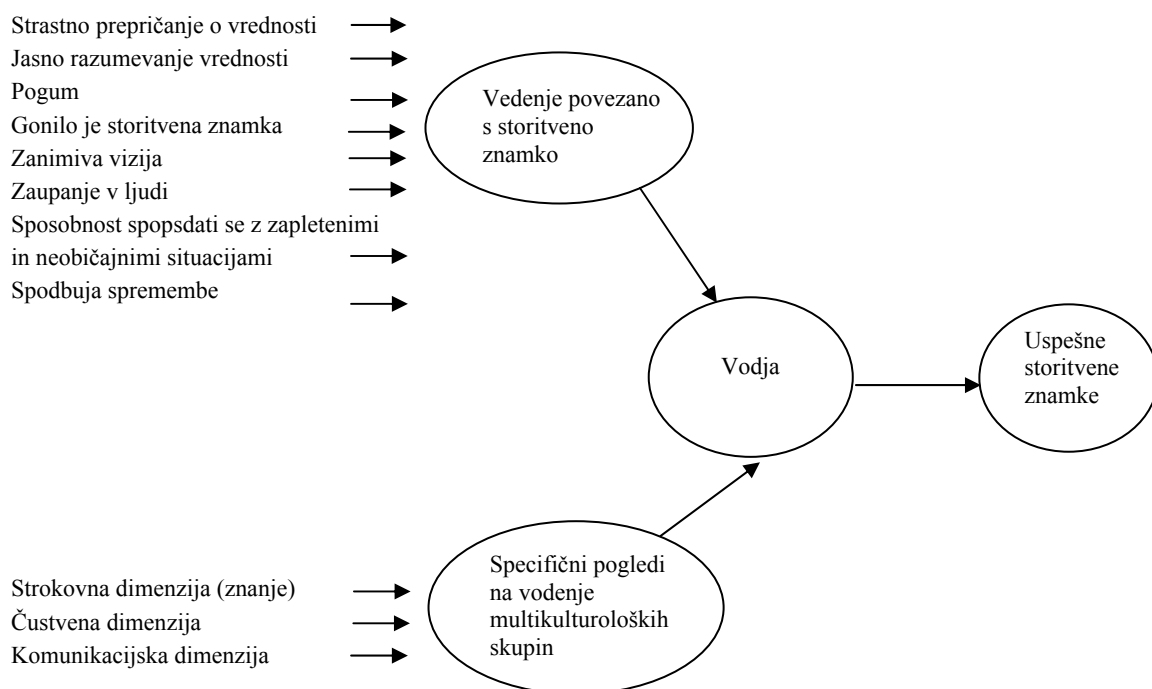 Strastno prepričanje o vrednosti
Jasno razumevanje vrednosti
Pogum
Gonilo je storitvena znamka
Zanimiva vizija
Zaupanje v ljudi
Sposobnost spopsdati se z zapletenimi
in neobičajnimi situacijami
Spodbuja spremembe
Vedenje povezano
s storitveno
znamko
Vodja
Uspešne
storitvene
znamke
Strokovna dimenzija (znanje)
Čustvena dimenzija
Komunikacijska dimenzija
Specifični pogledi
na vodenje
multikulturoloških
skupin